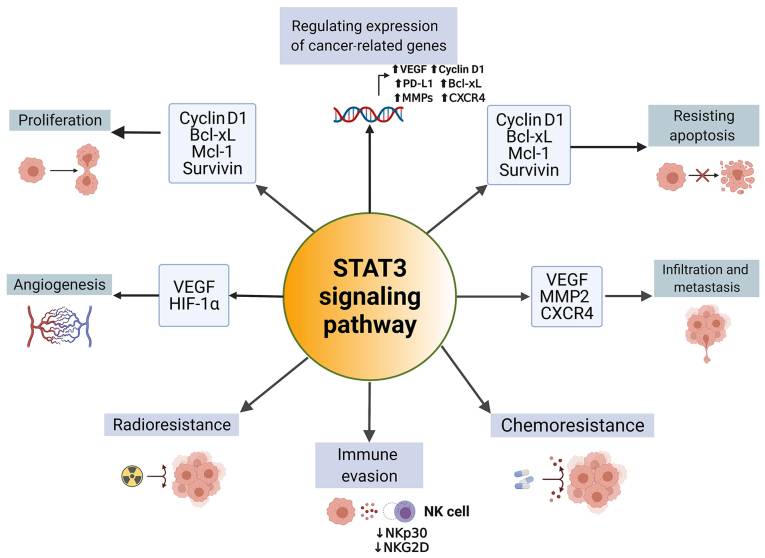 Regulating expression
of cancer-related genes
⬆VEGF ⬆Cyclin D1
⬆PD-L1 ⬆Bcl-xL
⬆MMPs ⬆CXCR4
Proliferation
Cyclin D1
Bcl-xL
Mcl-1
Survivin
Cyclin D1
Bcl-xL
Mcl-1
Survivin
Resisting
apoptosis
STAT3
signaling
pathway
Angiogenesis
VEGF
HIF-1α
VEGF
MMP2
CXCR4
Infiltration and
metastasis
Radioresistance
Immune
evasion
NK cell
↓NKp30
↓NKG2D
Chemoresistance